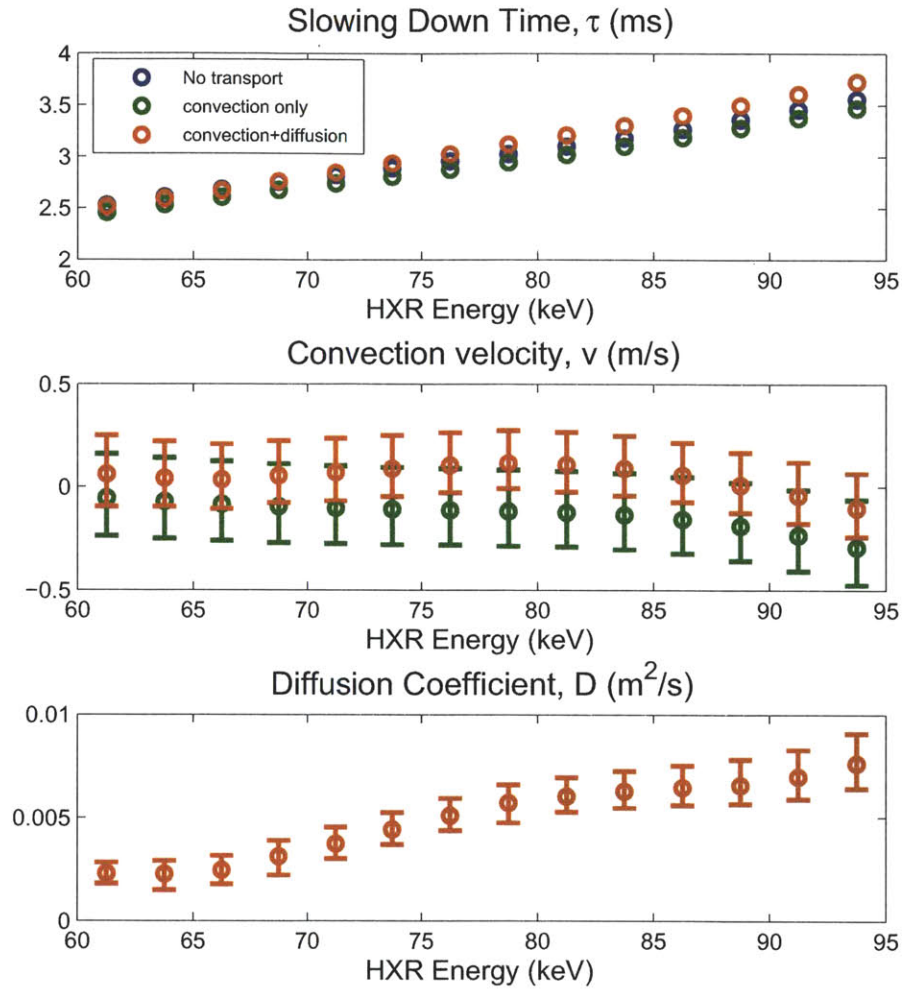 Slowing Down Time, τ (ms)
4
3.5
3
2.5
2
No transport
convection only
convection+diffusion
60 65 70 75 80 85 90 95
HXR Energy (keV)
Convection velocity, v (m/s)
0.5
0
−0.5
60 65 70 75 80 85 90 95
HXR Energy (keV)
Diffusion Coefficient, D (m²/s)
0.01
0.005
0
60 65 70 75 80 85 90 95
HXR Energy (keV)